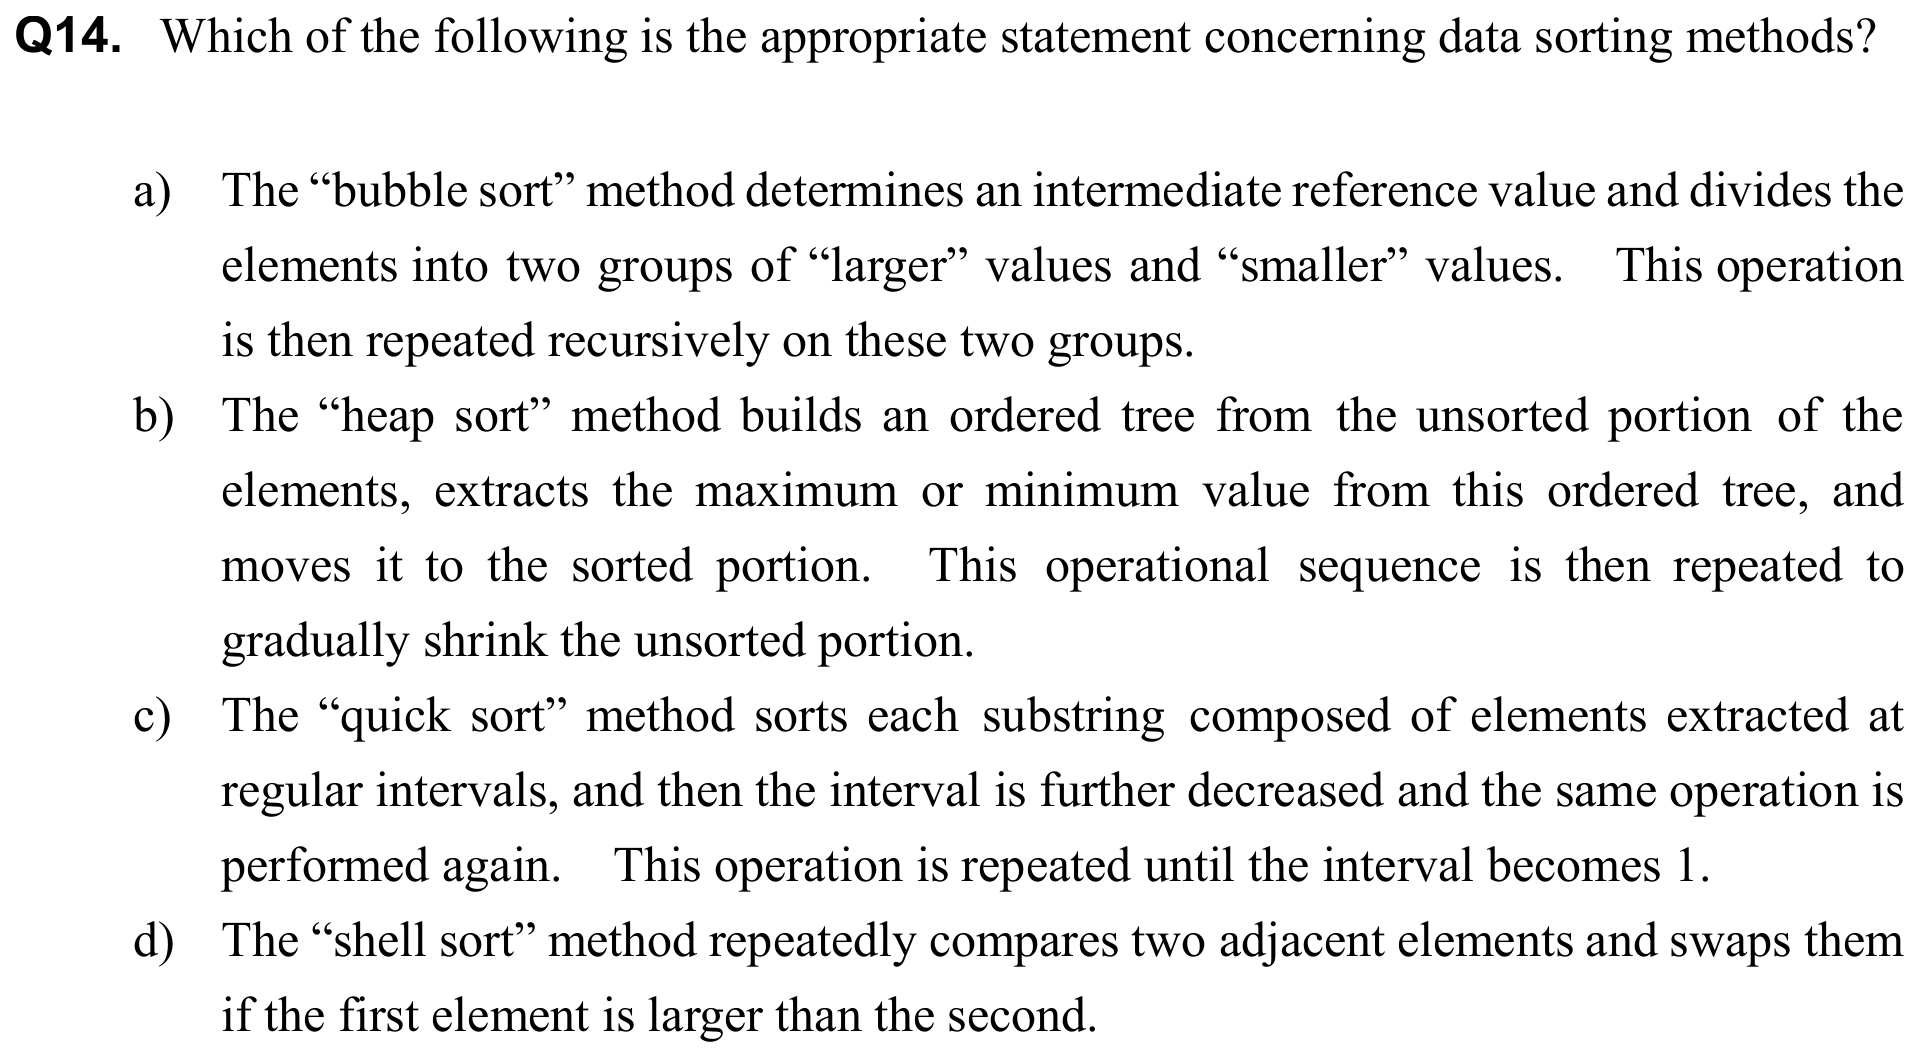 Q14. Which of the following is the appropriate statement concerning data sorting methods?
a) The “bubble sort” method determines an intermediate reference value and divides the
elements into two groups of “larger” values and “smaller” values. This operation
is then repeated recursively on these two groups.
b) The “heap sort” method builds an ordered tree from the unsorted portion of the
elements, extracts the maximum or minimum value from this ordered tree, and
moves it to the sorted portion. This operational sequence is then repeated to
gradually shrink the unsorted portion.
c) The “quick sort” method sorts each substring composed of elements extracted at
regular intervals, and then the interval is further decreased and the same operation is
performed again. This operation is repeated until the interval becomes 1.
d) The “shell sort” method repeatedly compares two adjacent elements and swaps them
if the first element is larger than the second.